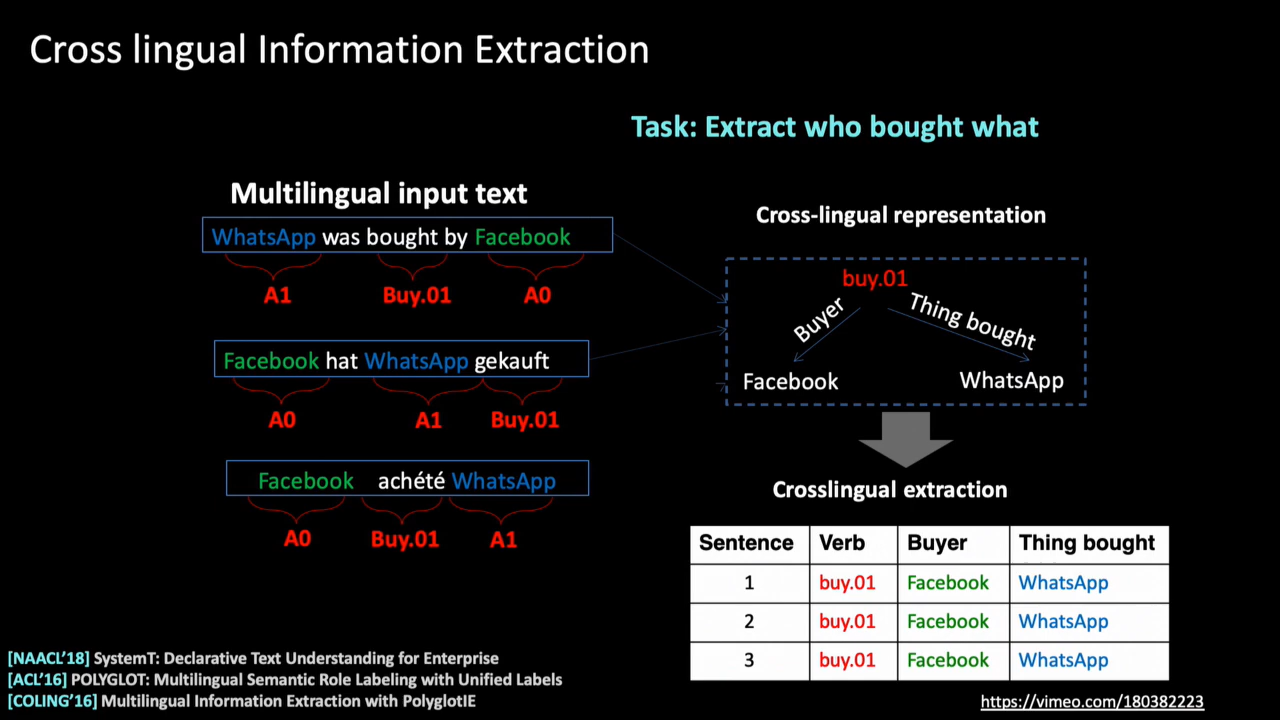 Cross lingual Information Extraction
Task: Extract who bought what
Multilingual input text
WhatsApp was bought by Facebook
A1 Buy.01 A0
Facebook hat WhatsApp gekauft
A0 A1 Buy.01
Facebook achété WhatsApp
A0 Buy.01 A1
Cross-lingual representation
buy.01
Buyer Thing bought
Facebook WhatsApp
Crosslingual extraction
Sentence Verb Buyer Thing bought
1 buy.01 Facebook WhatsApp
2 buy.01 Facebook WhatsApp
3 buy.01 Facebook WhatsApp
[NAACL’18] SystemT: Declarative Text Understanding for Enterprise
[ACL’16] POLYGLOT: Multilingual Semantic Role Labeling with Unified Labels
[COLING’16] Multilingual Information Extraction with PolyglotIE
https://vimeo.com/180382223